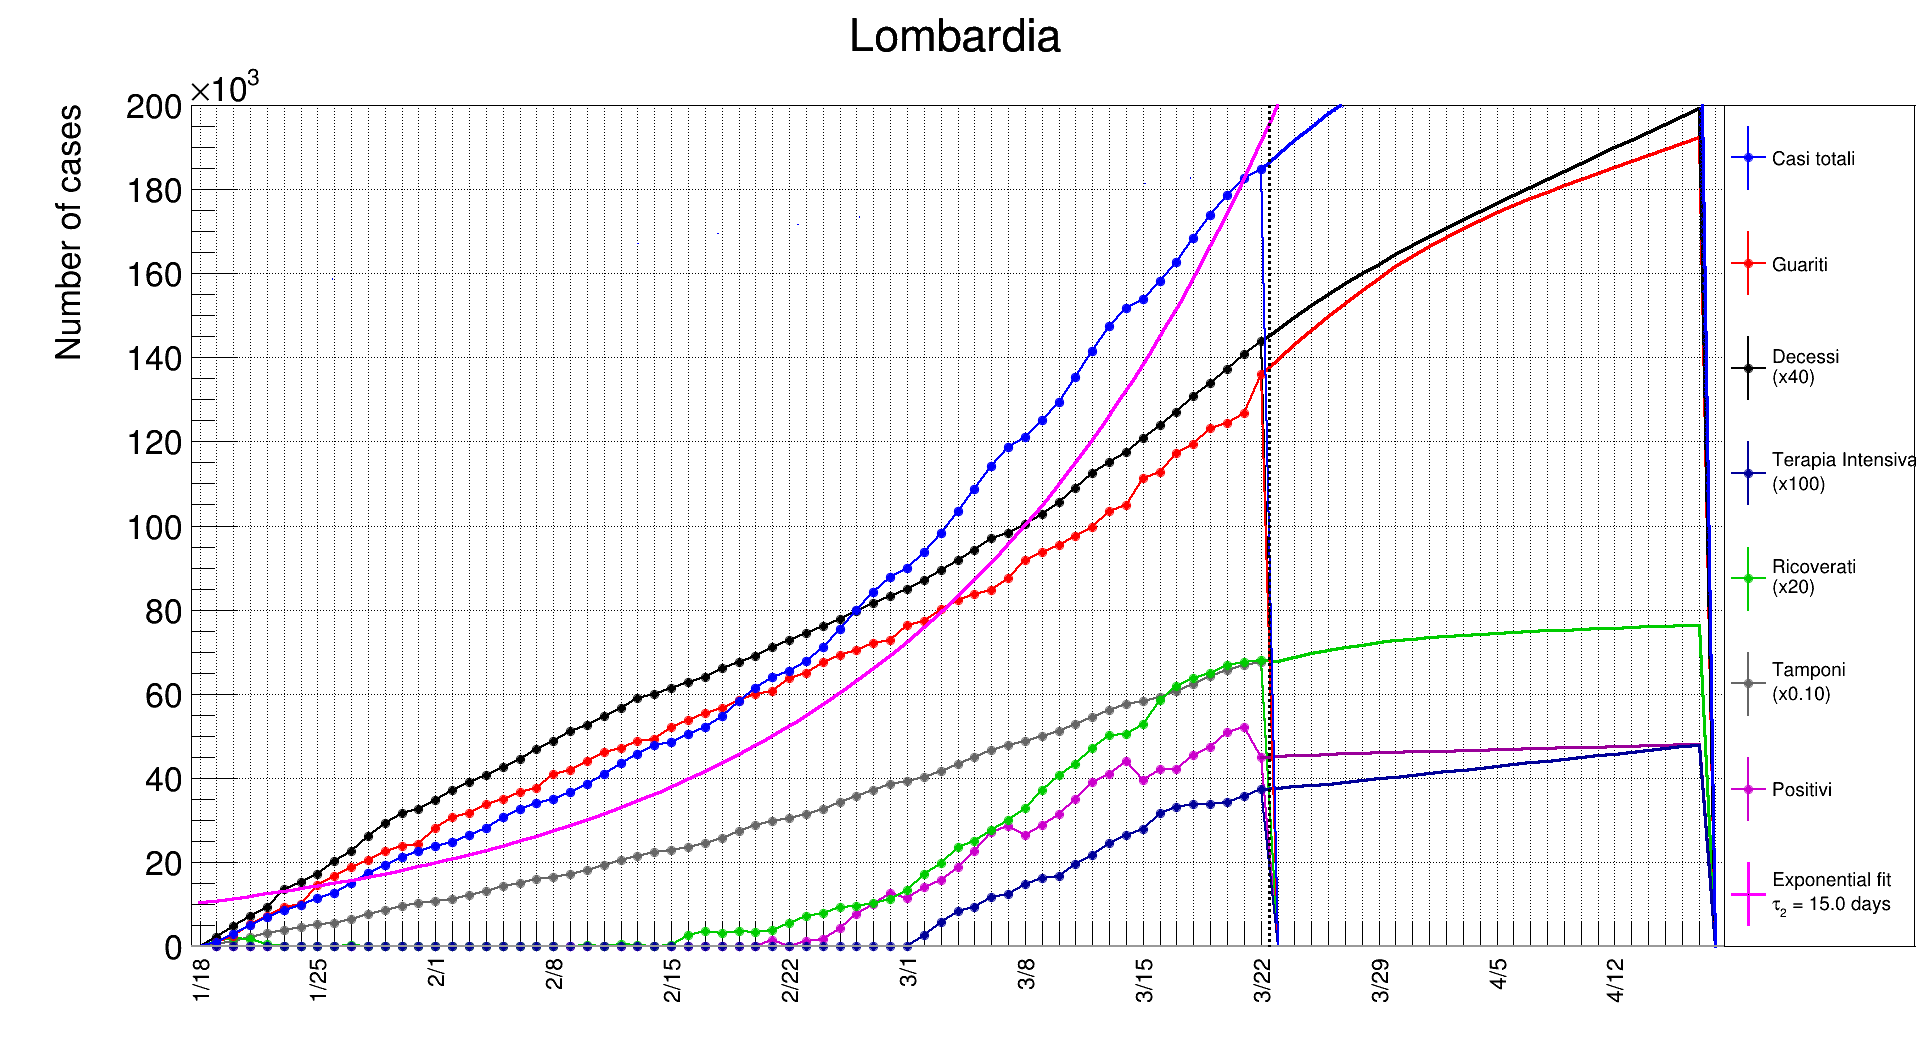 Lombardia
×10³
Number of cases
200
180
160
140
120
100
80
60
40
20
0
1/18
1/25
2/1
2/8
2/15
2/22
3/1
3/8
3/15
3/22
3/29
4/5
4/12
Casi totali
Guariti
Decessi
(x40)
Terapia Intensiva
(x100)
Ricoverati
(x20)
Tamponi
(x0.10)
Positivi
Exponential fit
τ₂ = 15.0 days